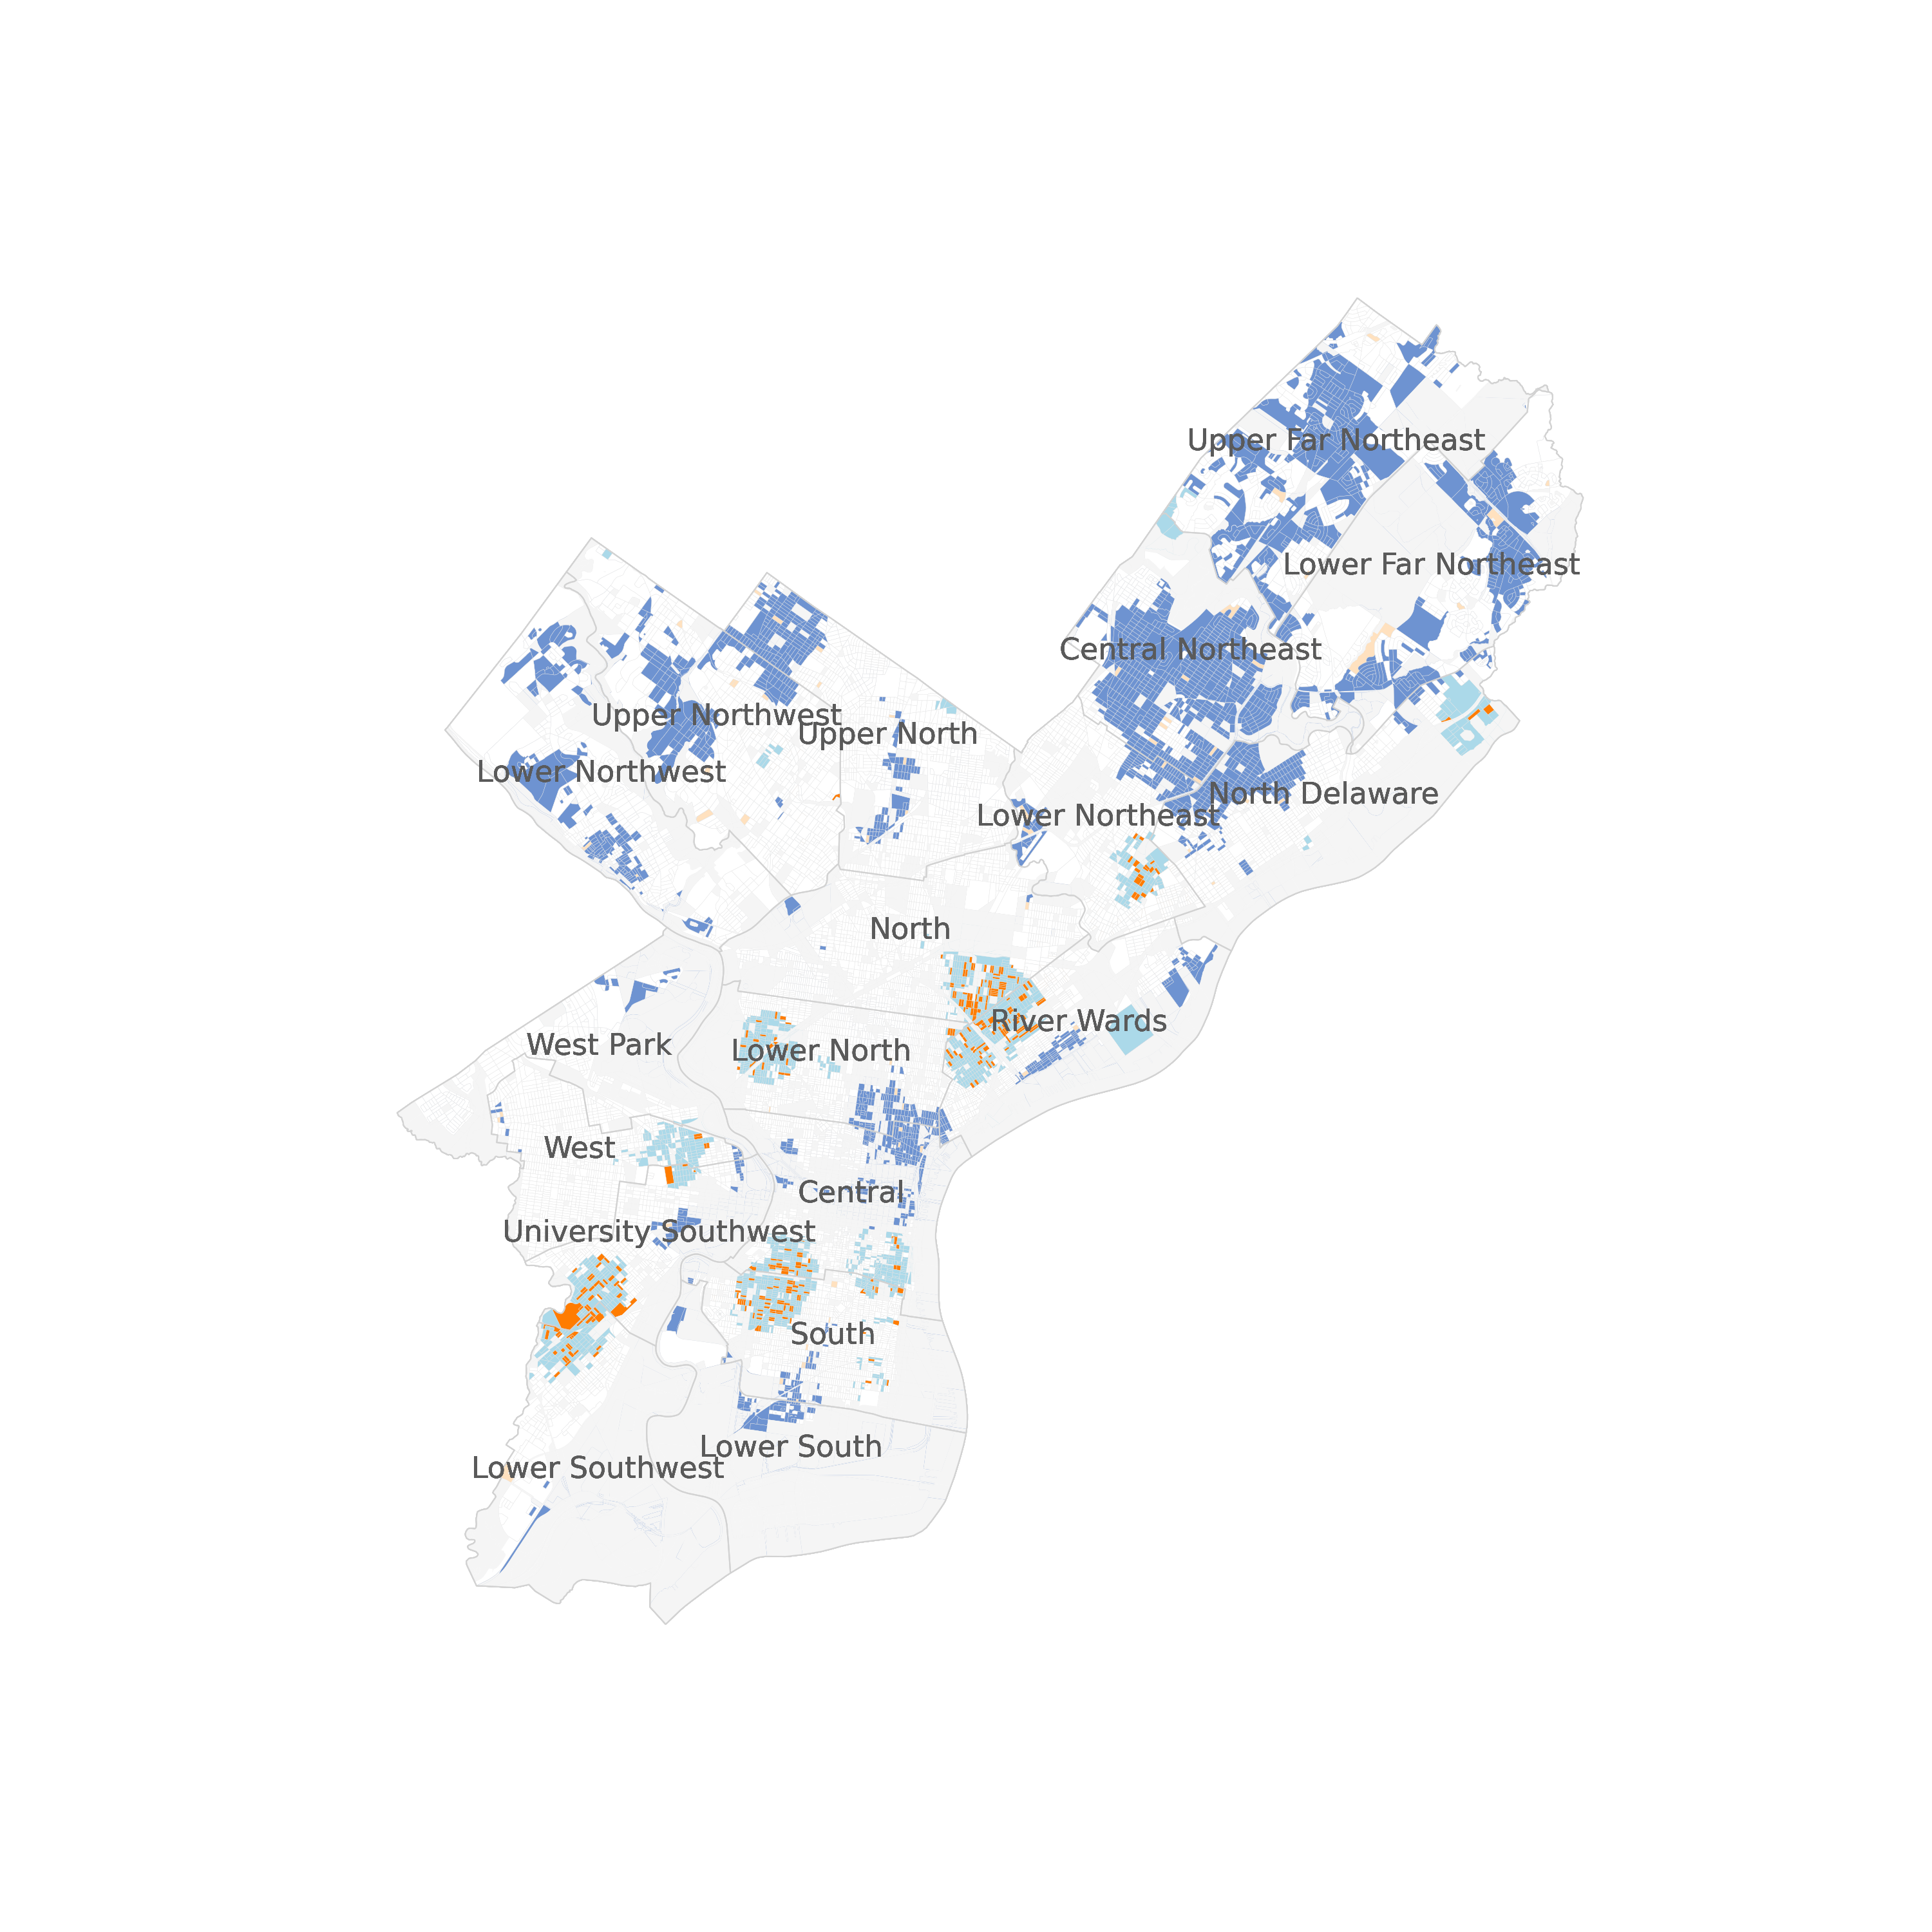 Upper Far Northeast
Lower Far Northeast
Central Northeast
Upper Northwest
Upper North
Lower Northwest
North Delaware
Lower Northeast
North
River Wards
West Park
Lower North
West
Central
University Southwest
South
Lower South
Lower Southwest